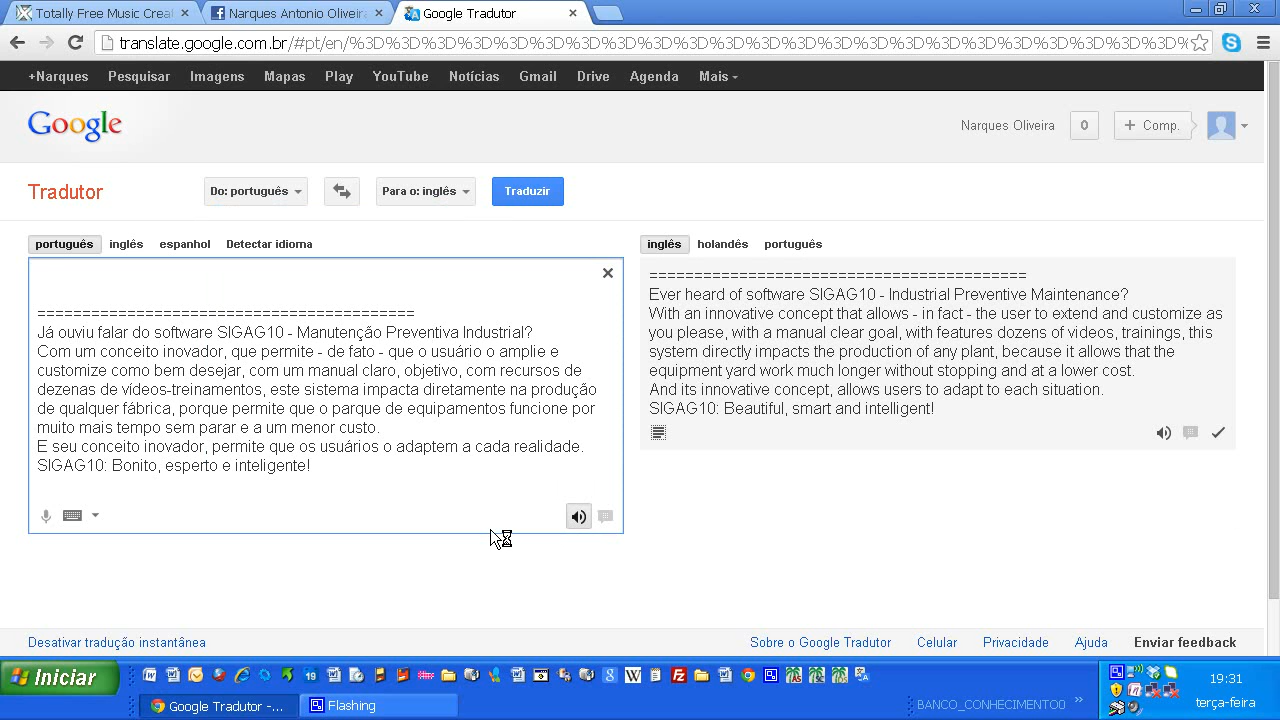 Totally Free Music Creat
Narques Antonio Oliveira
Google Tradutor
translate.google.com.br/#pt/en/%3D%3D%3D%3D%3D%3D%3D%3D%3D%3D%3D%3D%3D%3D%3D%3D%3D%3D%3D%3D%3D%3D%3D%3D%3D%
+Narques Pesquisar Imagens Mapas Play YouTube Notícias Gmail Drive Agenda Mais
Google
Narques Oliveira 0 + Comp.
Tradutor Do: português Para o: inglês Traduzir
português inglês espanhol Detectar idioma
inglês holandês português
==========================================
Já ouviu falar do software SIGAG10 - Manutenção Preventiva Industrial?
Com um conceito inovador, que permite - de fato - que o usuário o amplie e
customize como bem desejar, com um manual claro, objetivo, com recursos de
dezenas de vídeos-treinamentos, este sistema impacta diretamente na produção
de qualquer fábrica, porque permite que o parque de equipamentos funcione por
muito mais tempo sem parar e a um menor custo.
E seu conceito inovador, permite que os usuários o adaptem a cada realidade.
SIGAG10: Bonito, esperto e inteligente!
==========================================
Ever heard of software SIGAG10 - Industrial Preventive Maintenance?
With an innovative concept that allows - in fact - the user to extend and customize as
you please, with a manual clear goal, with features dozens of videos, trainings, this
system directly impacts the production of any plant, because it allows that the
equipment yard work much longer without stopping and at a lower cost.
And its innovative concept, allows users to adapt to each situation.
SIGAG10: Beautiful, smart and intelligent!
Desativar tradução instantânea
Sobre o Google Tradutor Celular Privacidade Ajuda Enviar feedback
Iniciar
19:31
Google Tradutor -...
Flashing
BANCO_CONHECIMENTO0 »
terça-feira